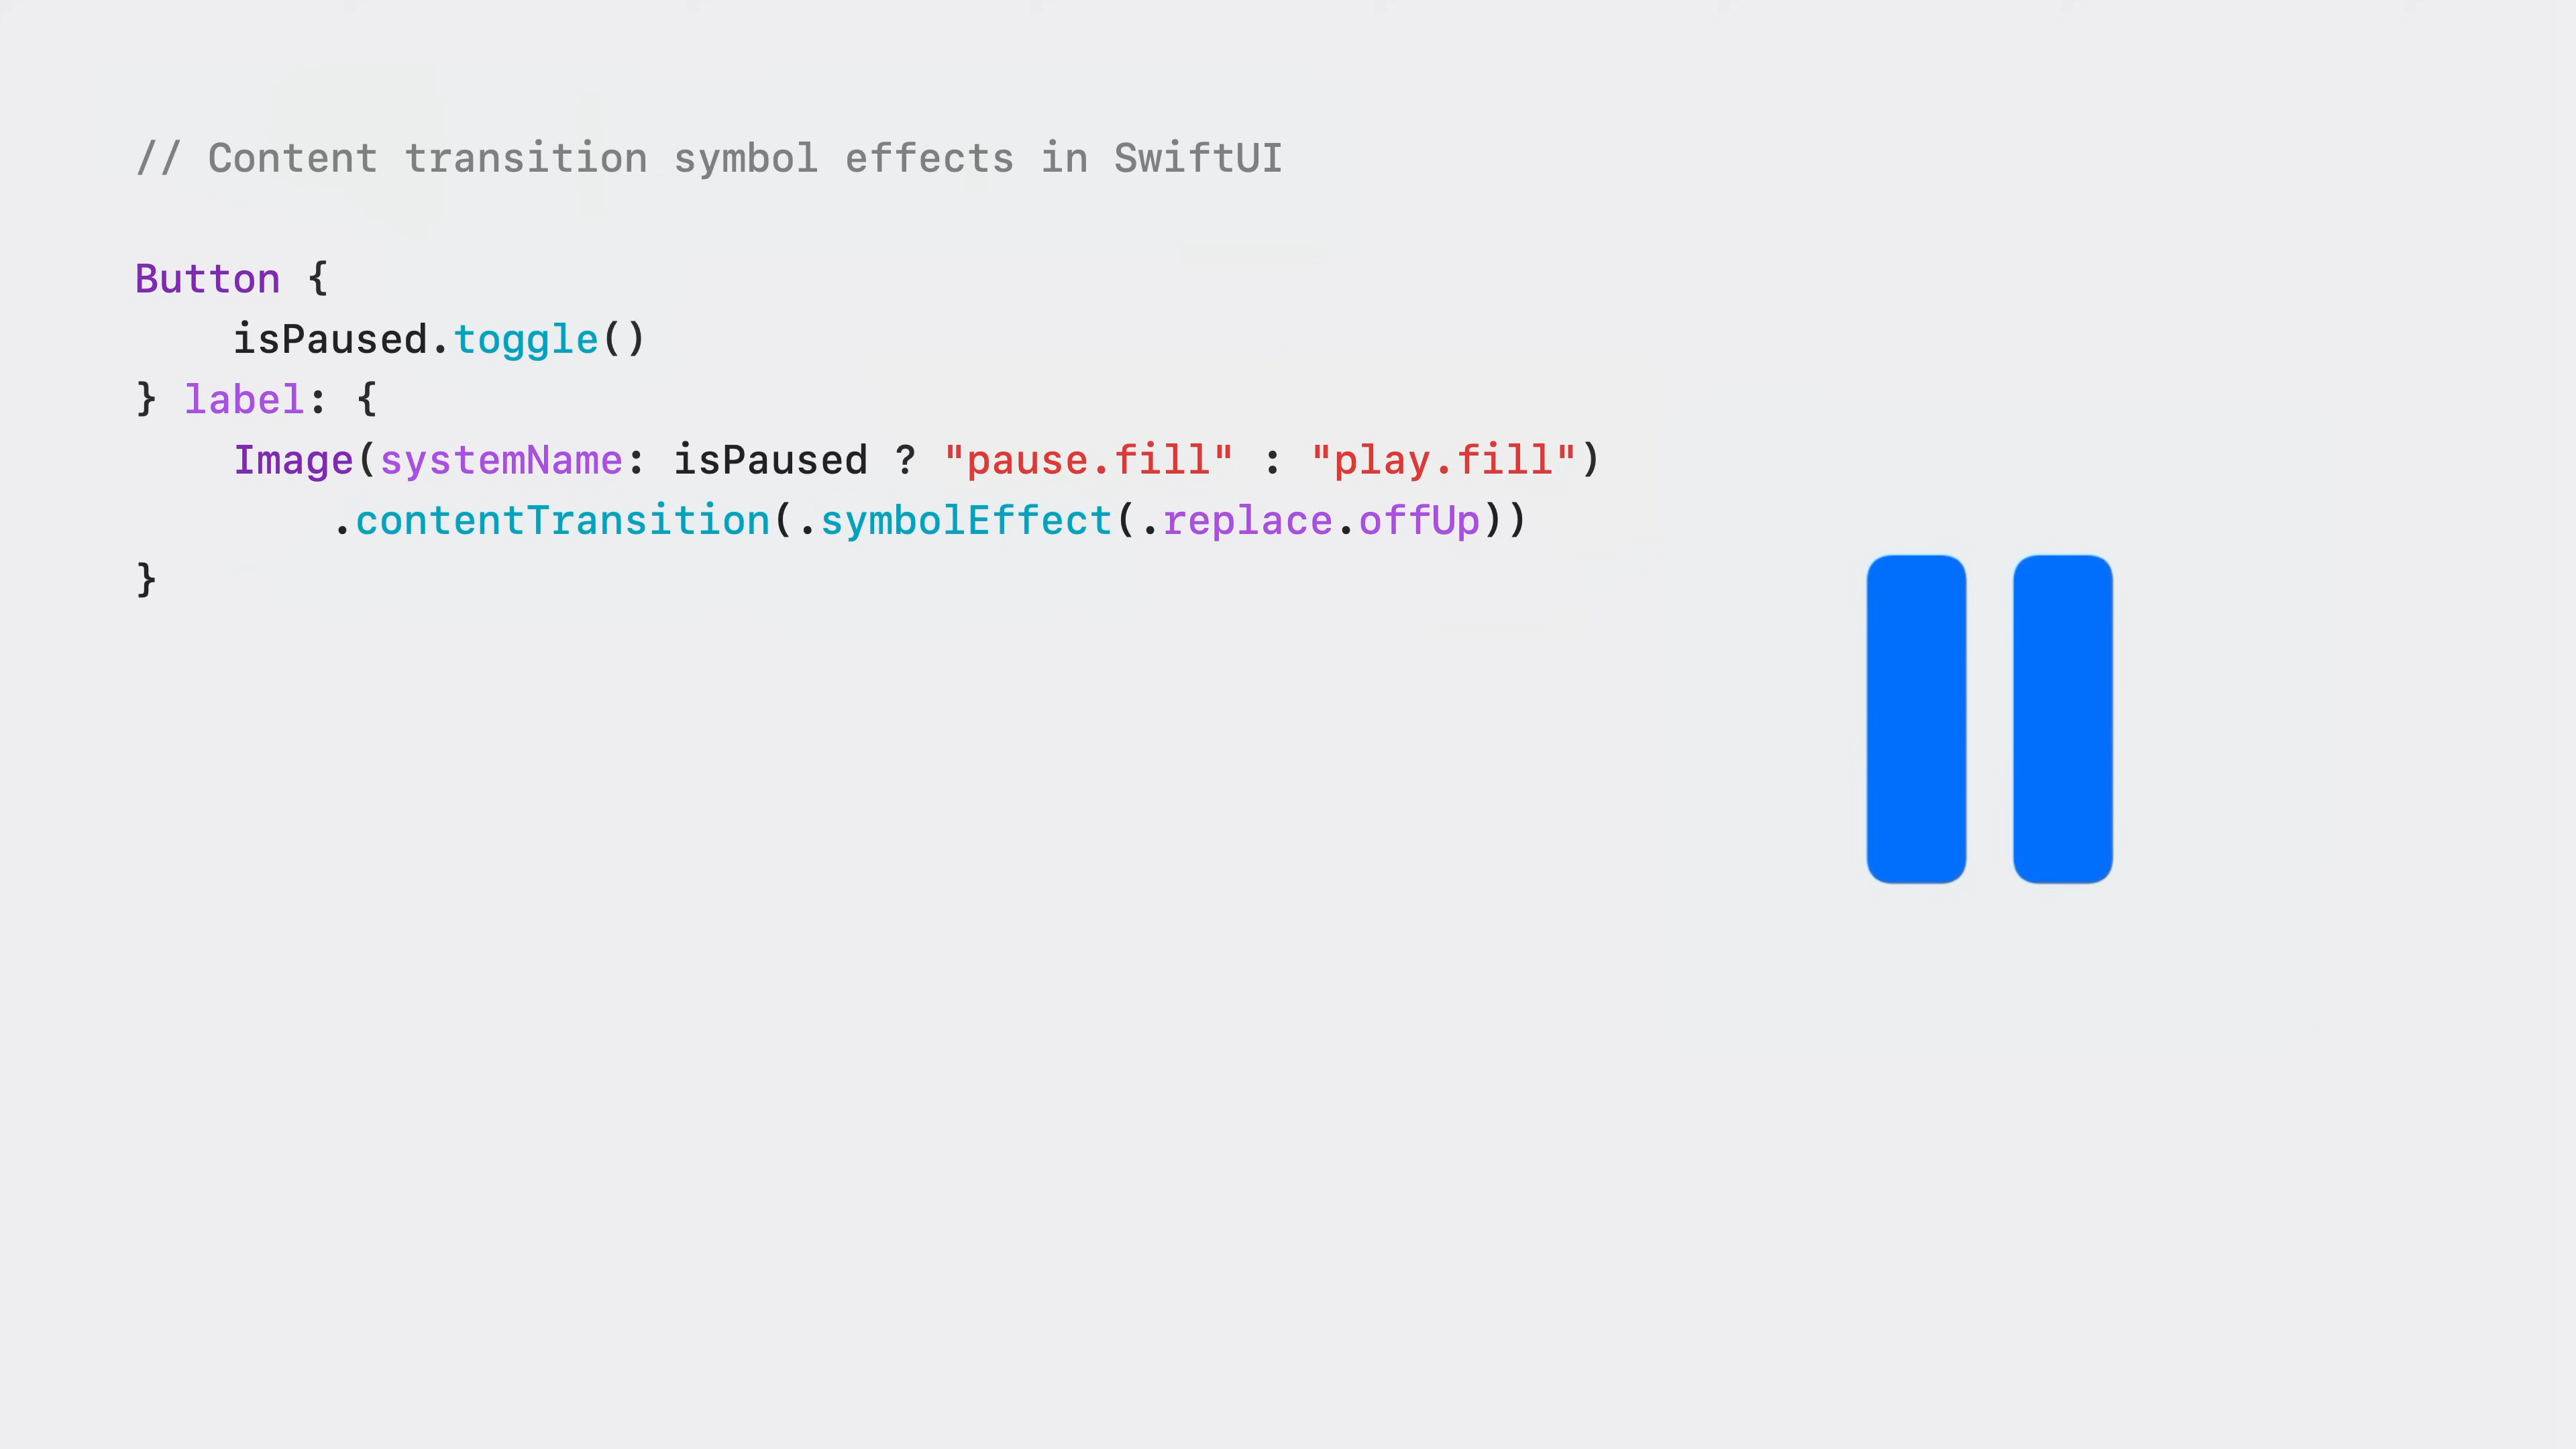 // Content transition symbol effects in SwiftUI
Button {
    isPaused.toggle()
} label: {
    Image(systemName: isPaused ? "pause.fill" : "play.fill")
        .contentTransition(.symbolEffect(.replace.offUp))
}